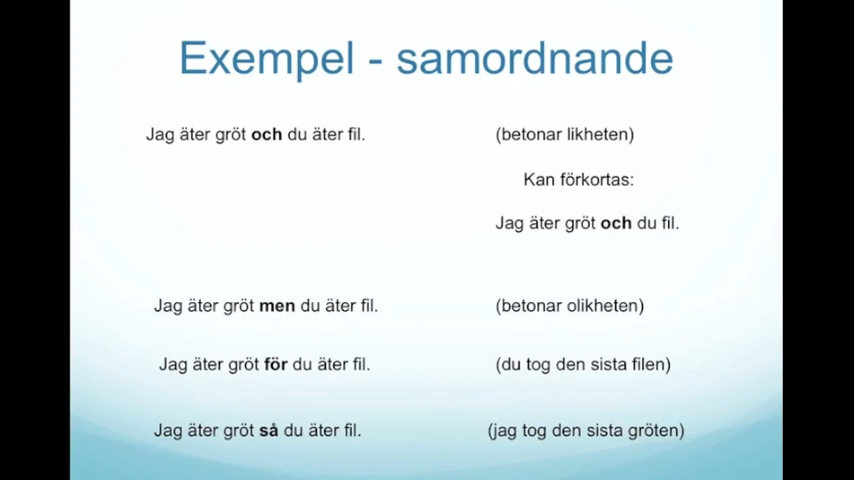 Exempel - samordnande
Jag äter gröt och du äter fil. (betonar likheten)
Kan förkortas:
Jag äter gröt och du fil.
Jag äter gröt men du äter fil. (betonar olikheten)
Jag äter gröt för du äter fil. (du tog den sista filen)
Jag äter gröt så du äter fil. (jag tog den sista gröten)